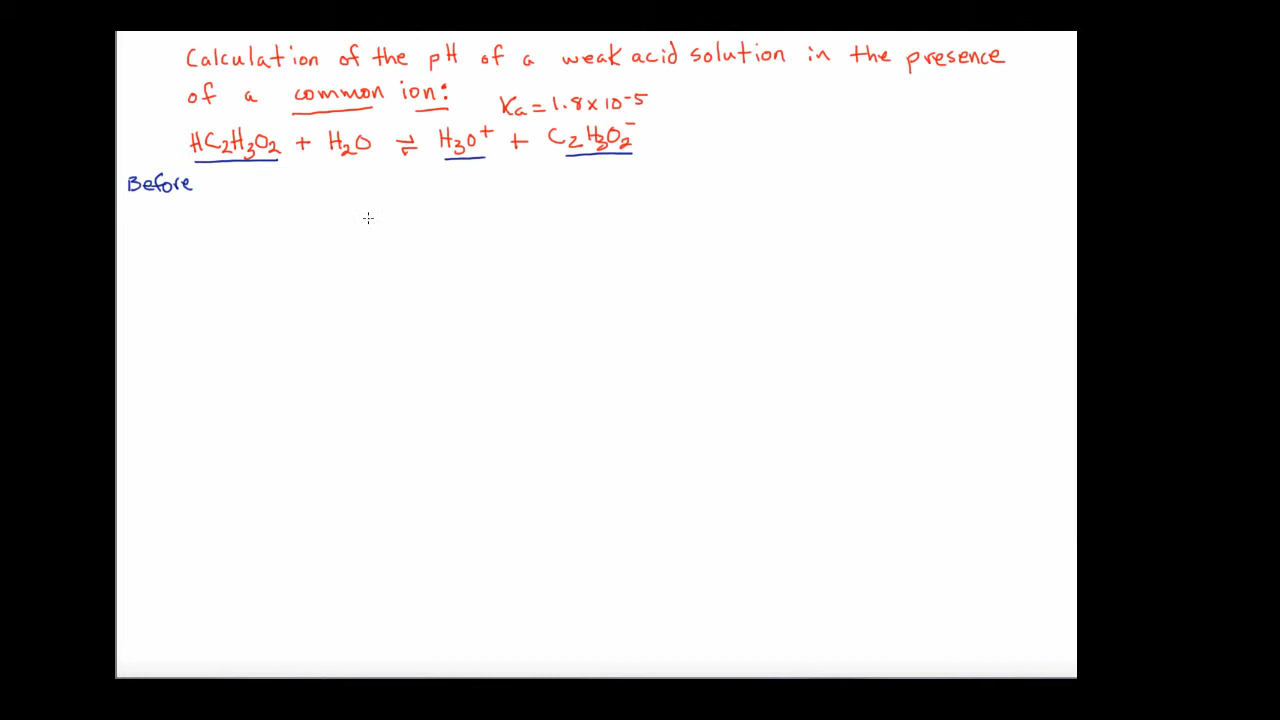 Calculation of the pH of a weak acid solution in the presence
of a common ion:
Ka = 1.8 x 10⁻⁵
HC₂H₃O₂ + H₂O ⇌ H₃O⁺ + C₂H₃O₂⁻
Before